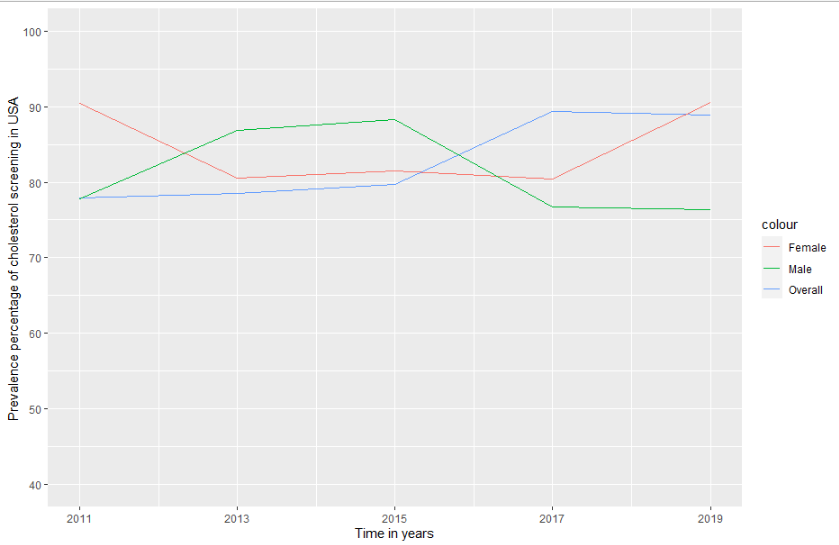 Prevalence percentage of cholesterol screening in USA
100
90
80
70
60
50
40
2011 2013 2015 2017 2019
Time in years
colour
Female
Male
Overall